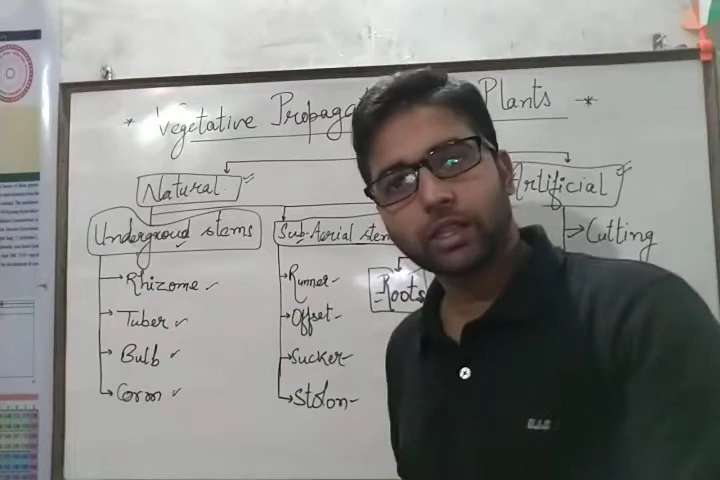 * Vegetative Propaga Plants *
Natural
Artificial
Underground stems
Sub-Aerial stem
Cutting
Rhizome
Runner
Roots
Tuber
Offset
Bulb
Sucker
Corm
Stolon